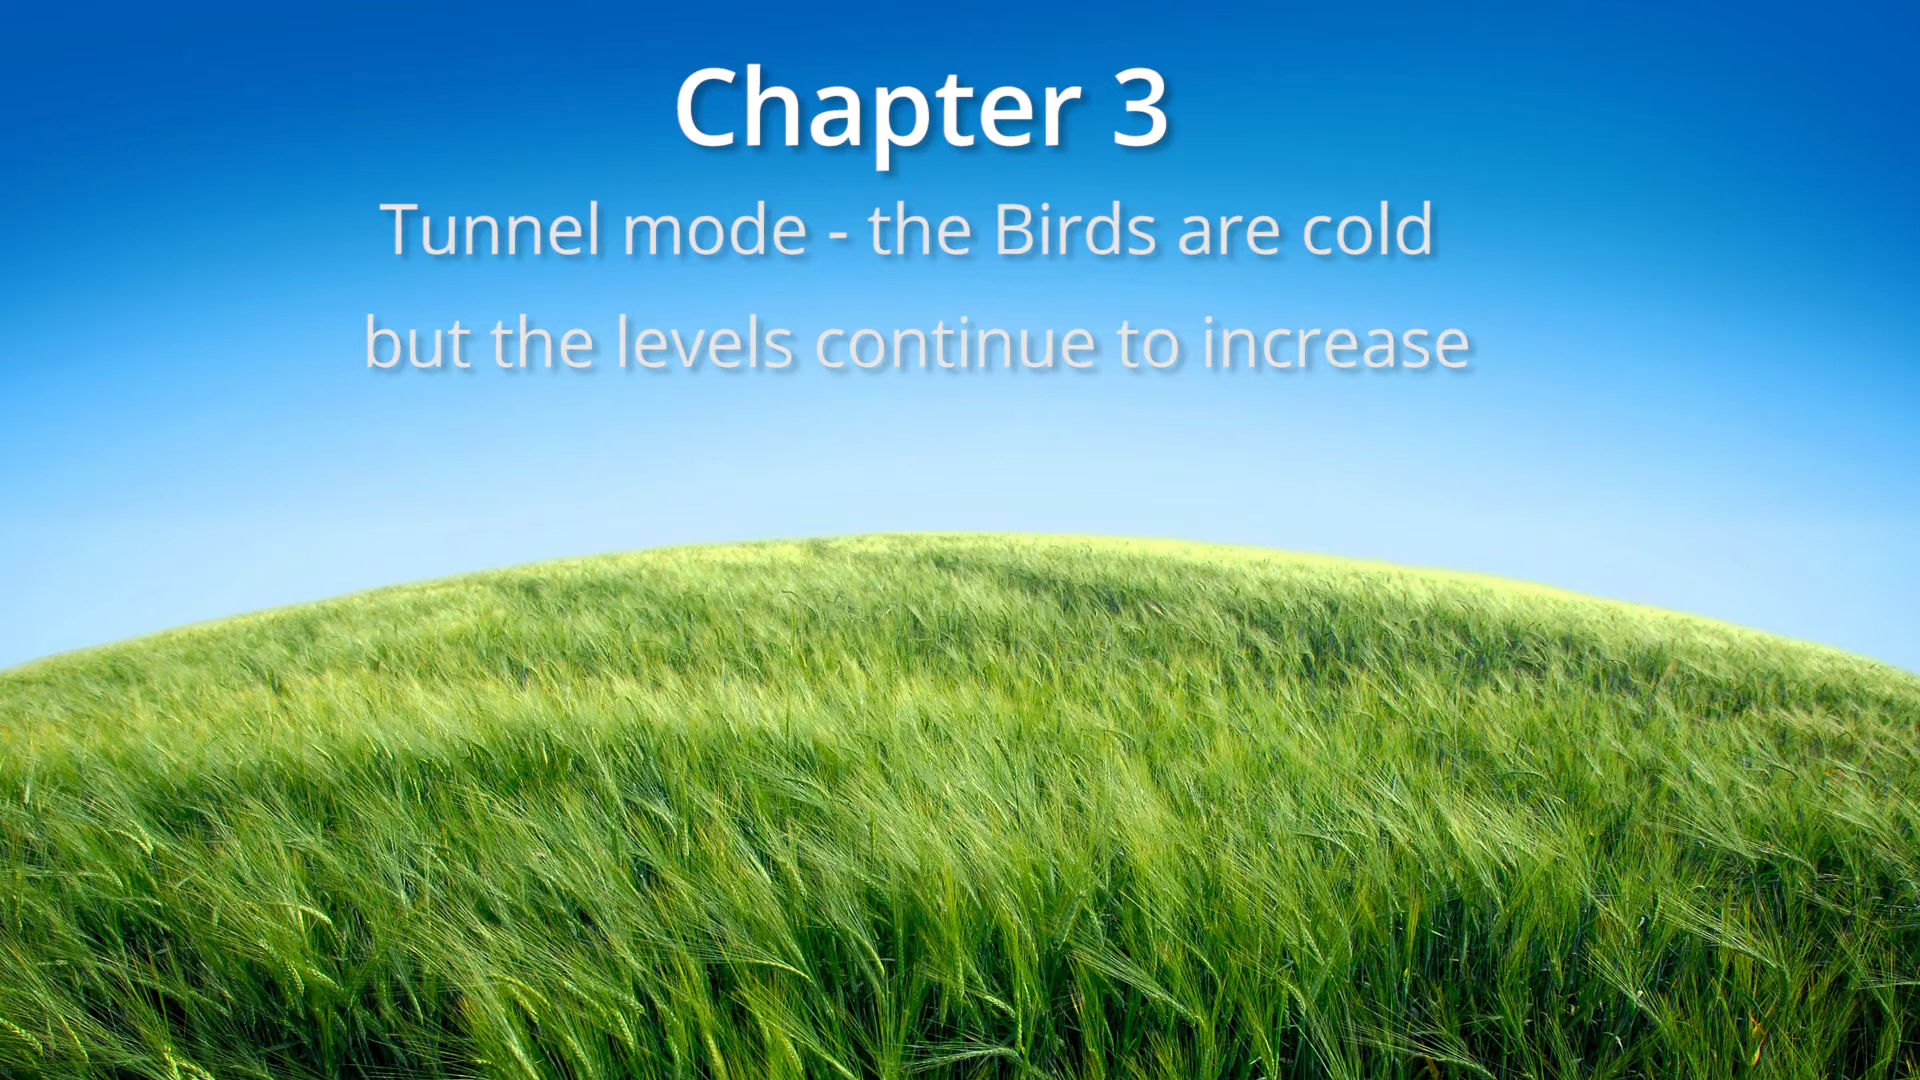 Chapter 3
Tunnel mode - the Birds are cold
but the levels continue to increase